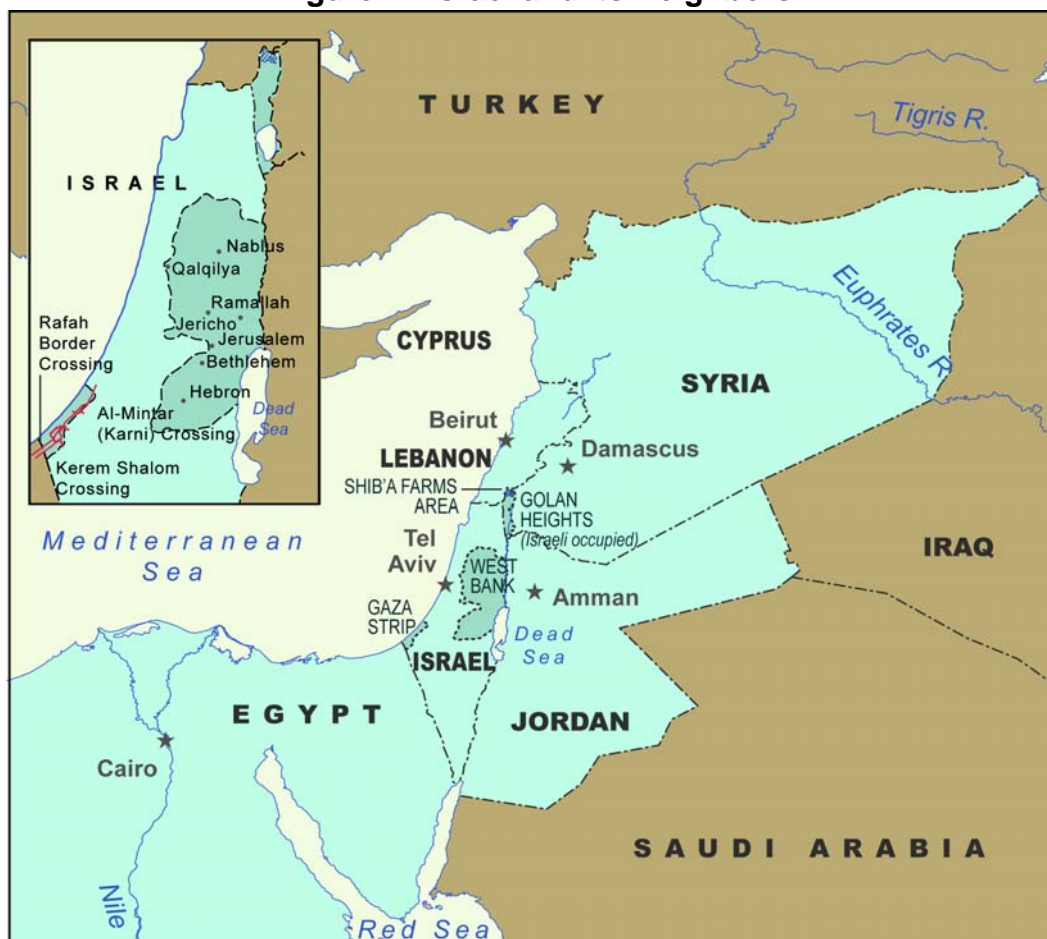 ISRAEL
Nablus
Qalqilya
Ramallah
Jericho
Jerusalem
Bethlehem
Hebron
Rafah
Border
Crossing
Al-Mintar
(Karni) Crossing
Dead
Sea
Kerem Shalom
Crossing
TURKEY
Tigris R.
Euphrates R.
CYPRUS
SYRIA
Beirut
LEBANON
Damascus
SHIB'A FARMS
AREA
GOLAN
HEIGHTS
(Israeli occupied)
Mediterranean
Sea
Tel
Aviv
WEST
BANK
Amman
IRAQ
GAZA
STRIP
Dead
Sea
ISRAEL
EGYPT
JORDAN
Cairo
SAUDI ARABIA
Nile
Red Sea